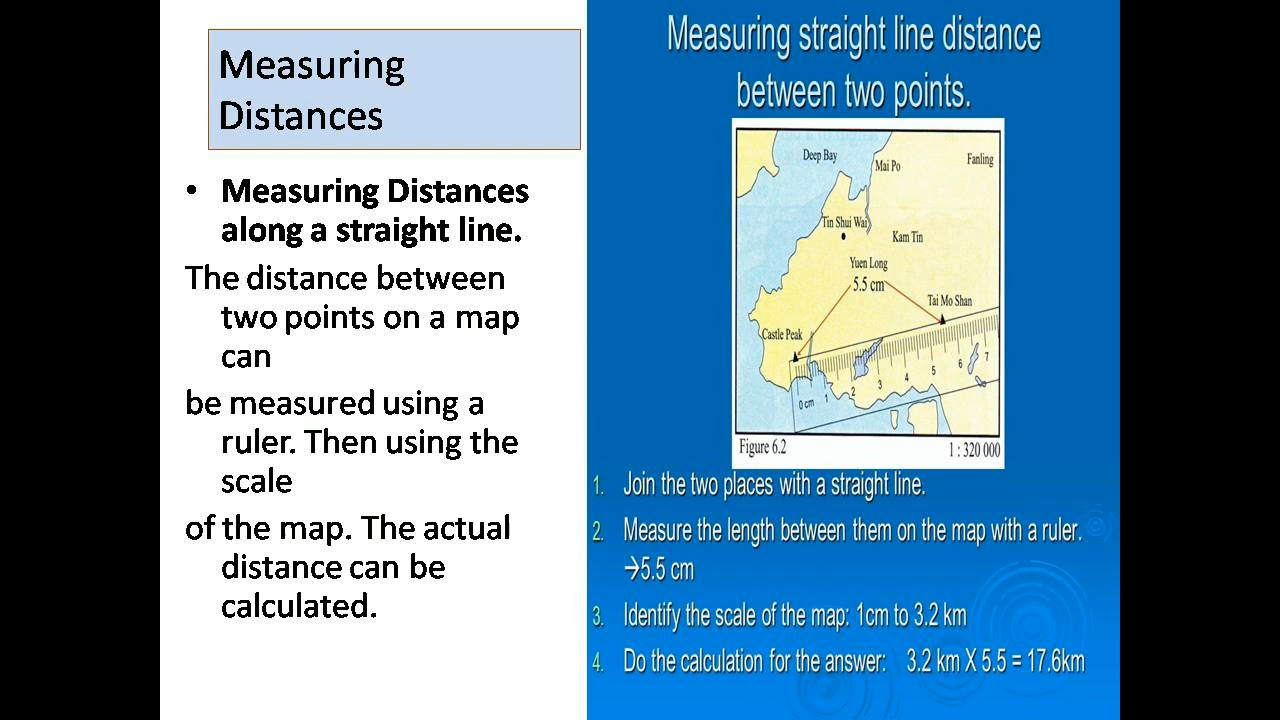 Measuring
Distances
• Measuring Distances
along a straight line.
The distance between
two points on a map
can
be measured using a
ruler. Then using the
scale
of the map. The actual
distance can be
calculated.
Measuring straight line distance
between two points.
Deep Bay
Mai Po
Fanling
Tin Shui Wai
Kam Tin
Yuen Long
5.5 cm
Tai Mo Shan
Castle Peak
0 cm 1 2 3 4 5 6 7
Figure 6.2 1 : 320 000
1. Join the two places with a straight line.
2. Measure the length between them on the map with a ruler.
→5.5 cm
3. Identify the scale of the map: 1cm to 3.2 km
4. Do the calculation for the answer: 3.2 km X 5.5 = 17.6km